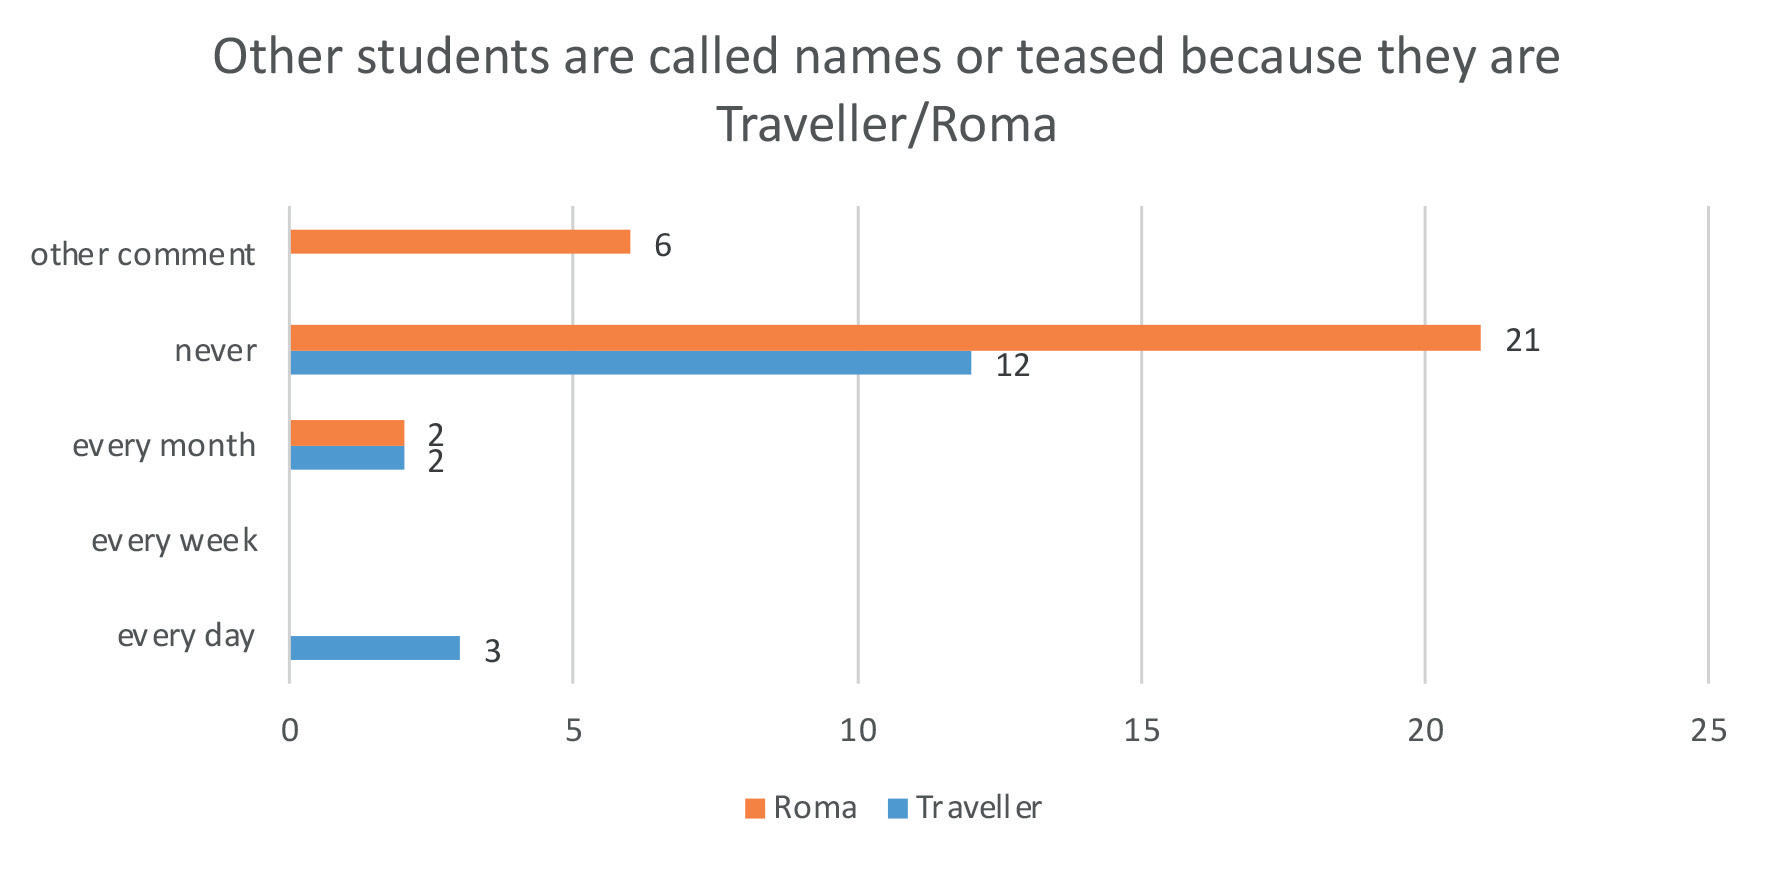 Other students are called names or teased because they are
Traveller/Roma
other comment
6
never
21
12
every month
2
2
every week
every day
3
0 5 10 15 20 25
Roma Traveller